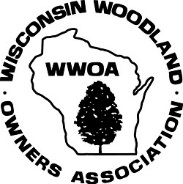 • WISCONSIN WOODLAND •
OWNERS ASSOCIATION
WWOA